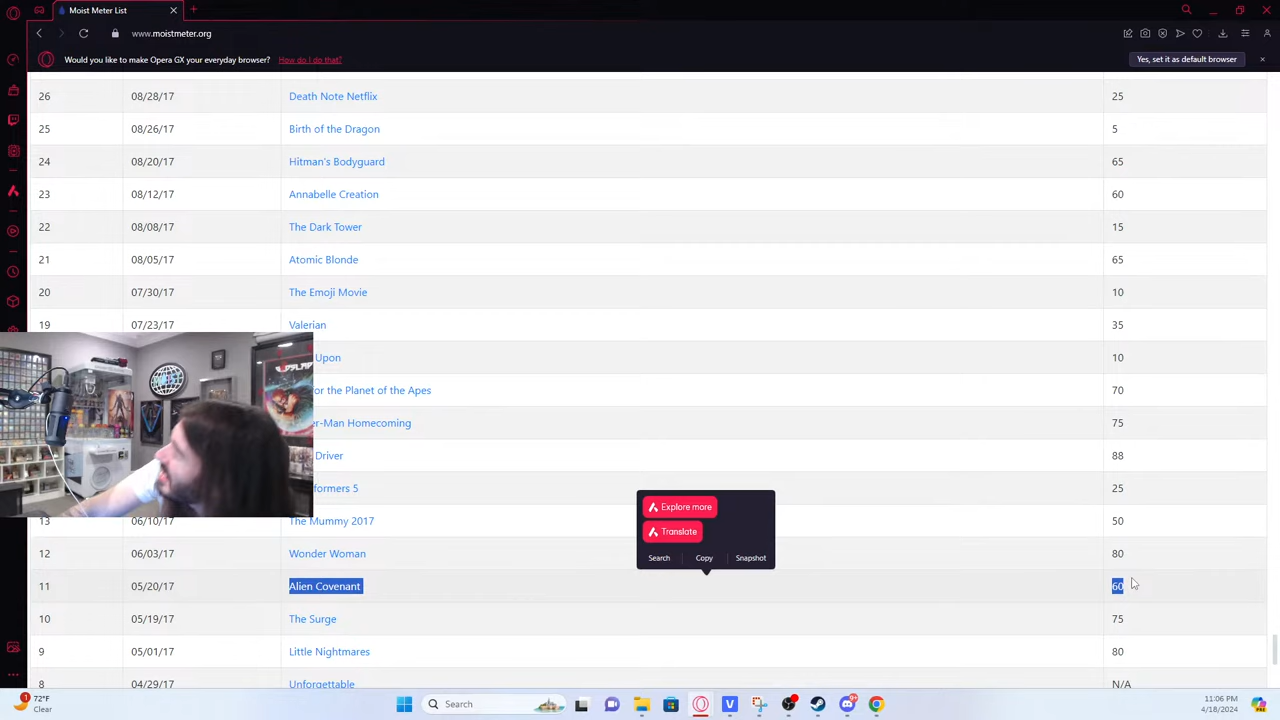 Moist Meter List
www.moistmeter.org
Would you like to make Opera GX your everyday browser? How do I do that? Yes, set it as default browser
26 08/28/17 Death Note Netflix 25
25 08/26/17 Birth of the Dragon 5
24 08/20/17 Hitman's Bodyguard 65
23 08/12/17 Annabelle Creation 60
22 08/08/17 The Dark Tower 15
21 08/05/17 Atomic Blonde 65
20 07/30/17 The Emoji Movie 10
19 07/23/17 Valerian 35
Upon 10
or the Planet of the Apes 70
er-Man Homecoming 75
Driver 88
formers 5 25
Explore more
13 06/10/17 The Mummy 2017 50
Translate
12 06/03/17 Wonder Woman 80
Search Copy Snapshot
11 05/20/17 Alien Covenant 60
10 05/19/17 The Surge 75
9 05/01/17 Little Nightmares 80
8 04/29/17 Unforgettable N/A
72°F
Clear
Search
11:06 PM
4/18/2024